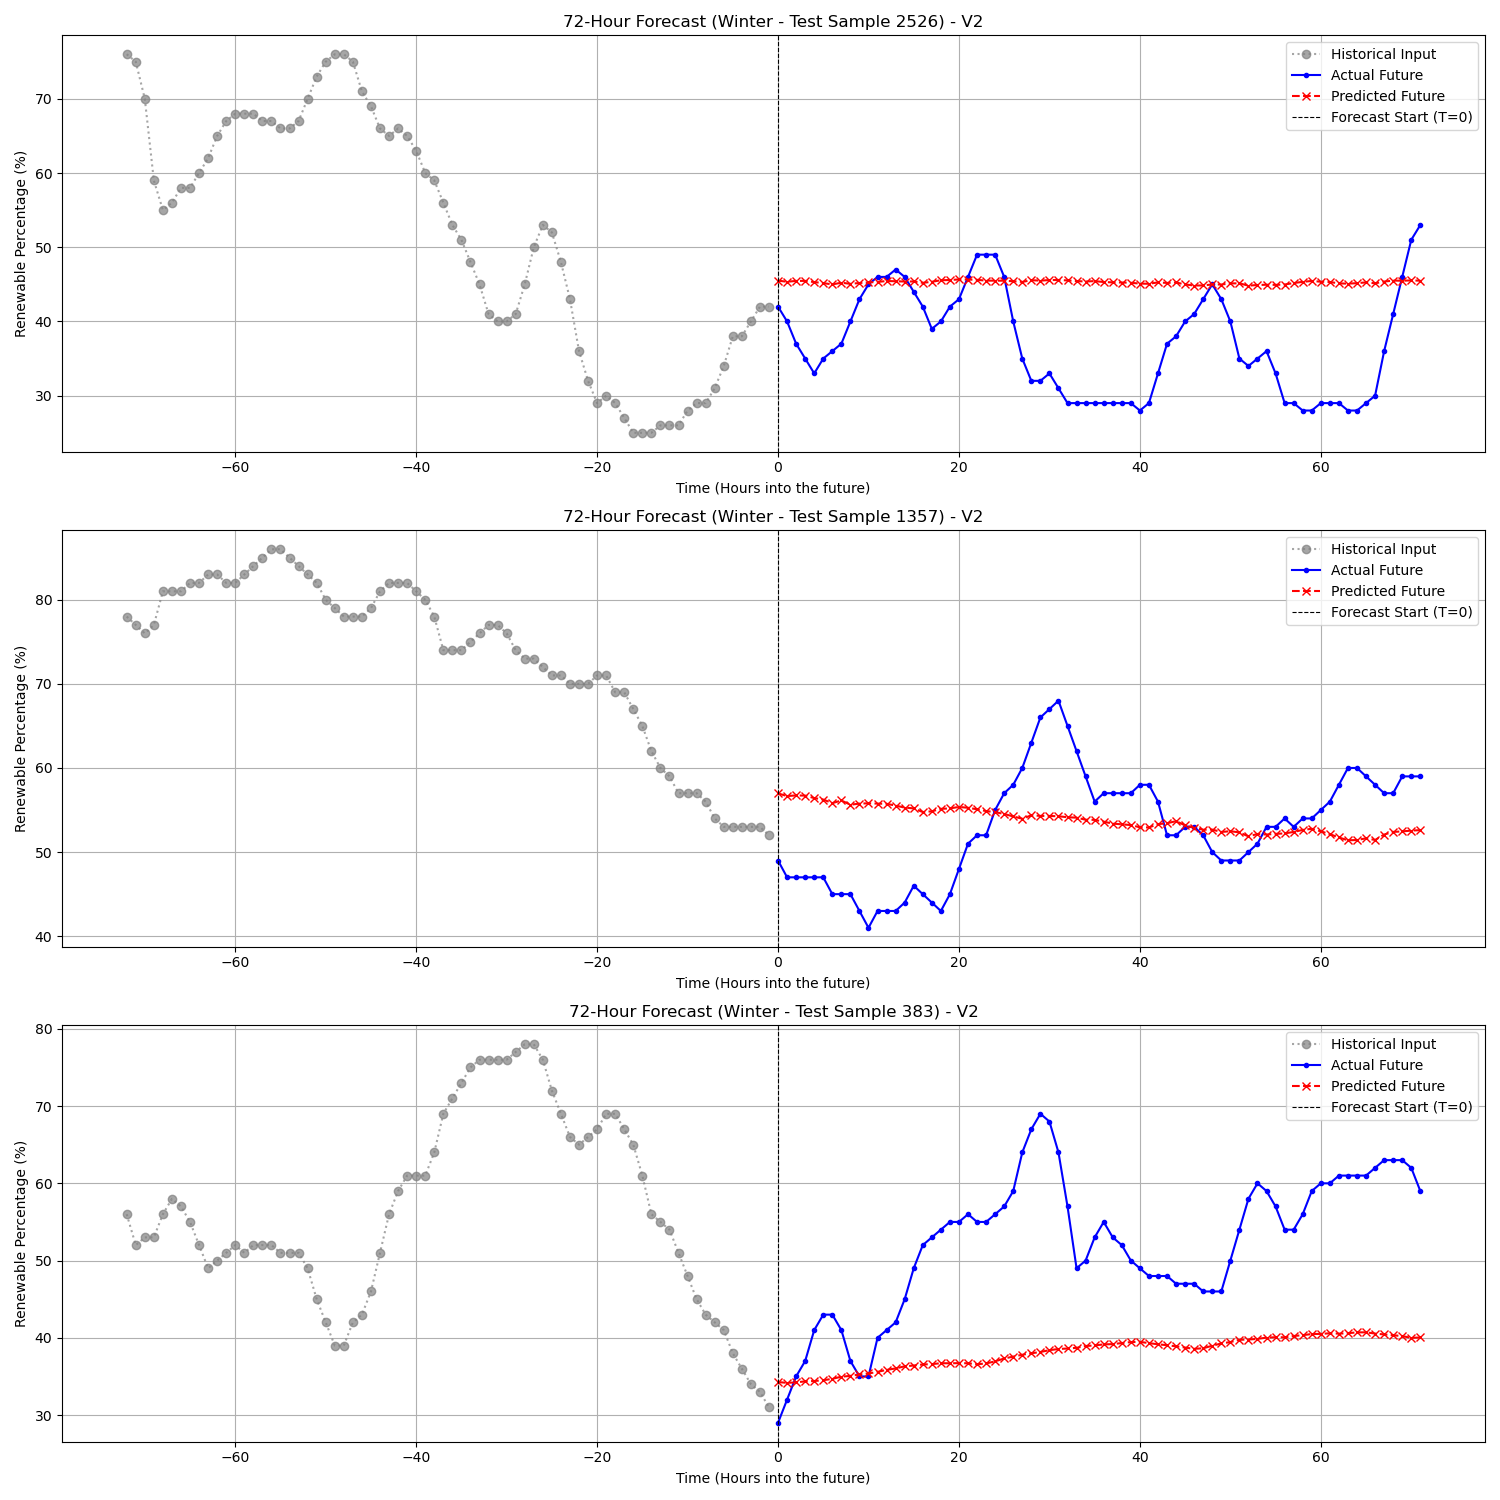 72-Hour Forecast (Winter - Test Sample 2526) - V2
Renewable Percentage (%)
70
60
50
40
30
Historical Input
Actual Future
Predicted Future
Forecast Start (T=0)
−60
−40
−20
0
20
40
60
Time (Hours into the future)
72-Hour Forecast (Winter - Test Sample 1357) - V2
Renewable Percentage (%)
80
70
60
50
40
Historical Input
Actual Future
Predicted Future
Forecast Start (T=0)
−60
−40
−20
0
20
40
60
Time (Hours into the future)
72-Hour Forecast (Winter - Test Sample 383) - V2
Renewable Percentage (%)
80
70
60
50
40
30
Historical Input
Actual Future
Predicted Future
Forecast Start (T=0)
−60
−40
−20
0
20
40
60
Time (Hours into the future)